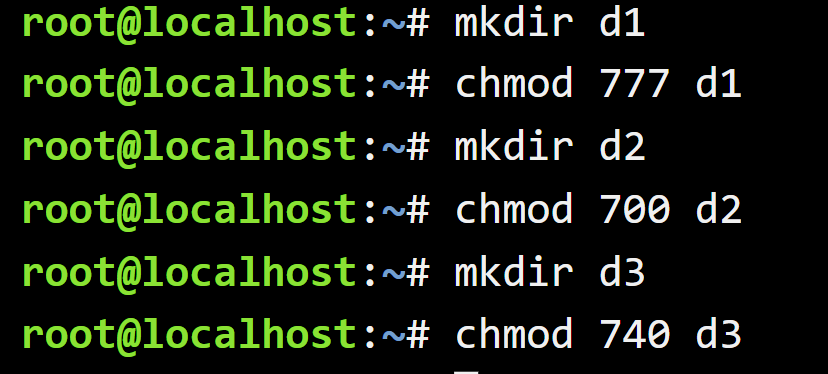 root@localhost:~# mkdir d1
root@localhost:~# chmod 777 d1
root@localhost:~# mkdir d2
root@localhost:~# chmod 700 d2
root@localhost:~# mkdir d3
root@localhost:~# chmod 740 d3